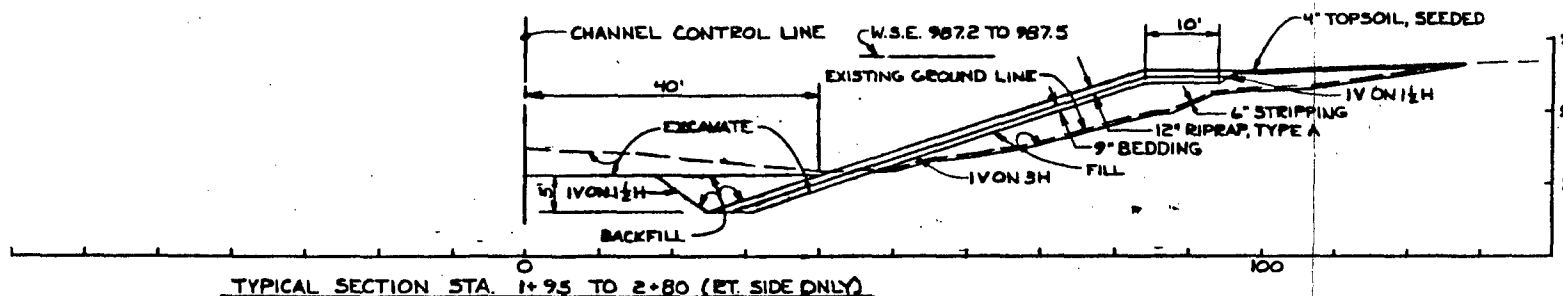 4" TOPSOIL, SEEDED
10'
CHANNEL CONTROL LINE
W.S.E. 987.2 TO 987.5
EXISTING GROUND LINE
40'
1V ON 1½H
6" STRIPPING
EXCAVATE
12" RIPRAP, TYPE A
9" BEDDING
FILL
1V ON 3H
5'
1V ON 1½H
BACKFILL
0
100
TYPICAL SECTION STA. 1+95 TO 2+80 (RT. SIDE ONLY)